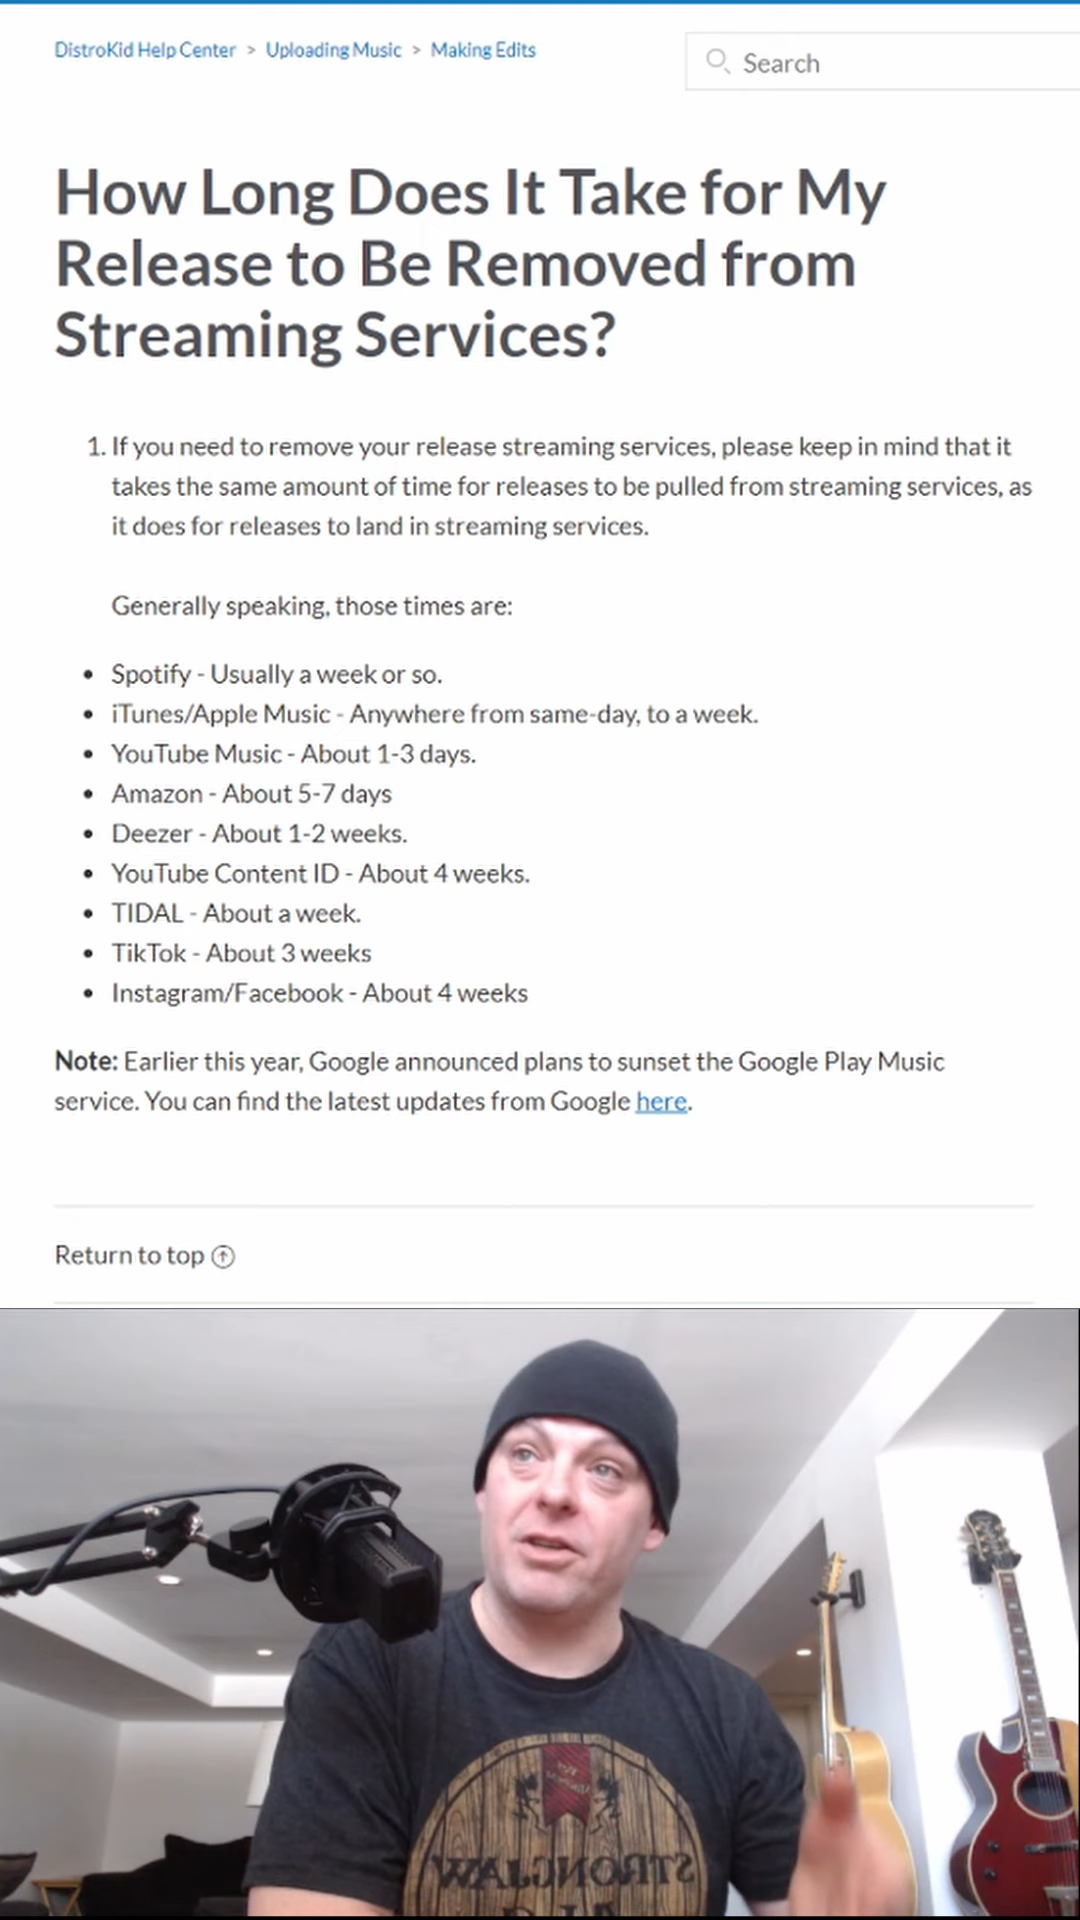 DistroKid Help Center > Uploading Music > Making Edits
Search
How Long Does It Take for My
Release to Be Removed from
Streaming Services?
1. If you need to remove your release streaming services, please keep in mind that it
takes the same amount of time for releases to be pulled from streaming services, as
it does for releases to land in streaming services.
Generally speaking, those times are:
• Spotify - Usually a week or so.
• iTunes/Apple Music - Anywhere from same-day, to a week.
• YouTube Music - About 1-3 days.
• Amazon - About 5-7 days
• Deezer - About 1-2 weeks.
• YouTube Content ID - About 4 weeks.
• TIDAL - About a week.
• TikTok - About 3 weeks
• Instagram/Facebook - About 4 weeks
Note: Earlier this year, Google announced plans to sunset the Google Play Music
service. You can find the latest updates from Google here.
Return to top
STRONGJAW